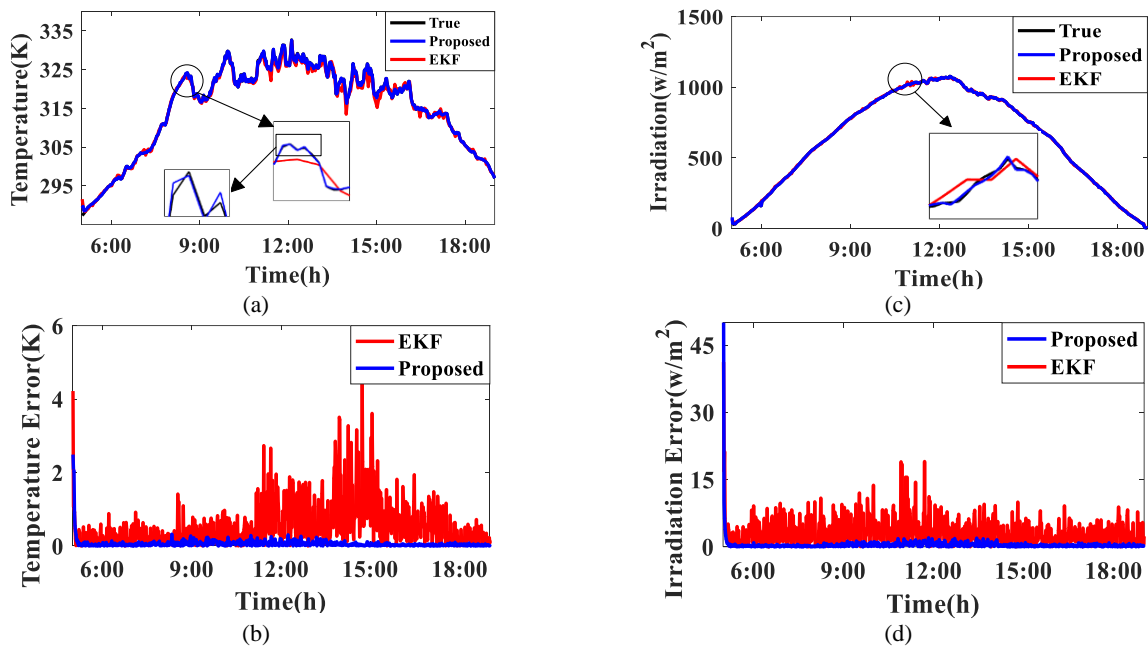 Temperature(K)
325
315
305
295
True
Proposed
EKF
6:00 9:00 12:00 15:00 18:00
Time(h)
(a)
Irradiation(w/m²)
1500
1000
500
0
True
Proposed
EKF
6:00 9:00 12:00 15:00 18:00
Time(h)
(c)
Temperature Error(K)
6
4
2
0
EKF
Proposed
6:00 9:00 12:00 15:00 18:00
Time(h)
(b)
Irradiation Error(w/m²)
45
30
15
0
Proposed
EKF
6:00 9:00 12:00 15:00 18:00
Time(h)
(d)